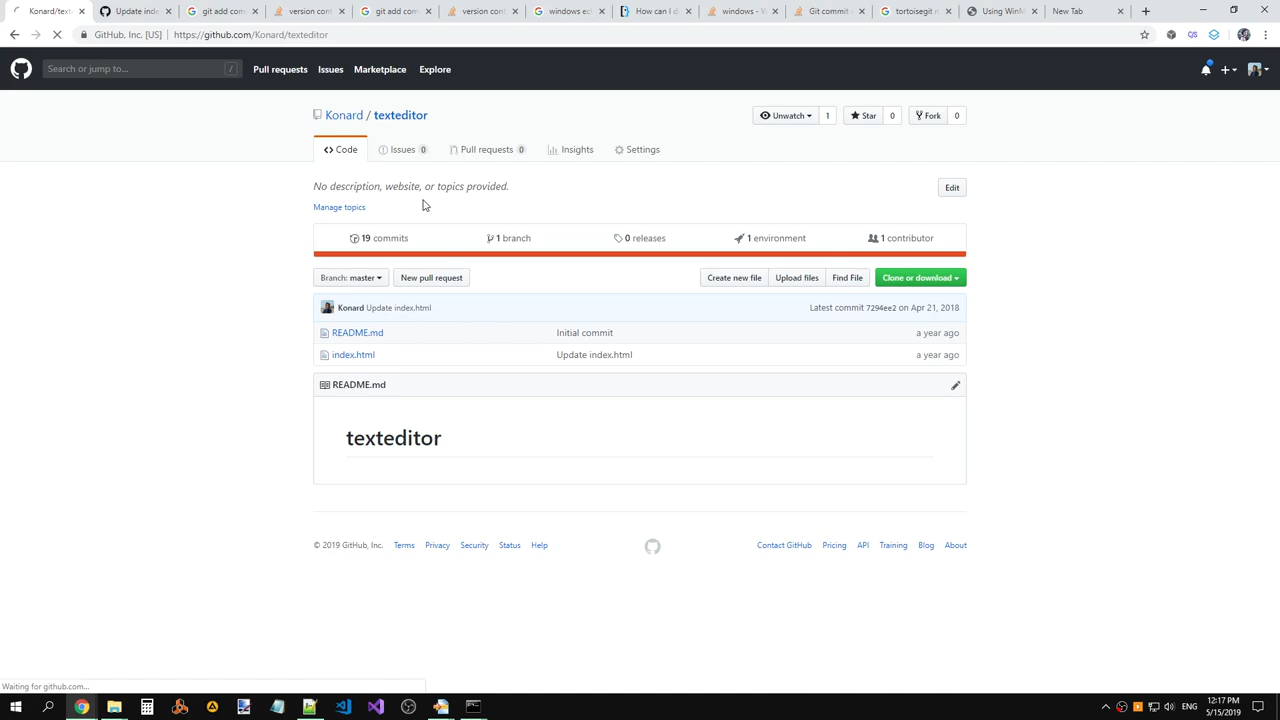 Konard/text
Update inde
git add com
version cont
git add com
version cont
windows ecl
How can I d
windows - W
Git commit
tortoisegit n
Using WinM
New Tab
GitHub, Inc. [US] https://github.com/Konard/texteditor
Search or jump to... /
Pull requests Issues Marketplace Explore
Konard / texteditor
Unwatch 1 Star 0 Fork 0
Code Issues 0 Pull requests 0 Insights Settings
No description, website, or topics provided.
Edit
Manage topics
19 commits 1 branch 0 releases 1 environment 1 contributor
Branch: master New pull request Create new file Upload files Find File Clone or download
Konard Update index.html Latest commit 7294ee2 on Apr 21, 2018
README.md Initial commit a year ago
index.html Update index.html a year ago
README.md
texteditor
© 2019 GitHub, Inc. Terms Privacy Security Status Help Contact GitHub Pricing API Training Blog About
Waiting for github.com...
ENG
12:17 PM
5/15/2019